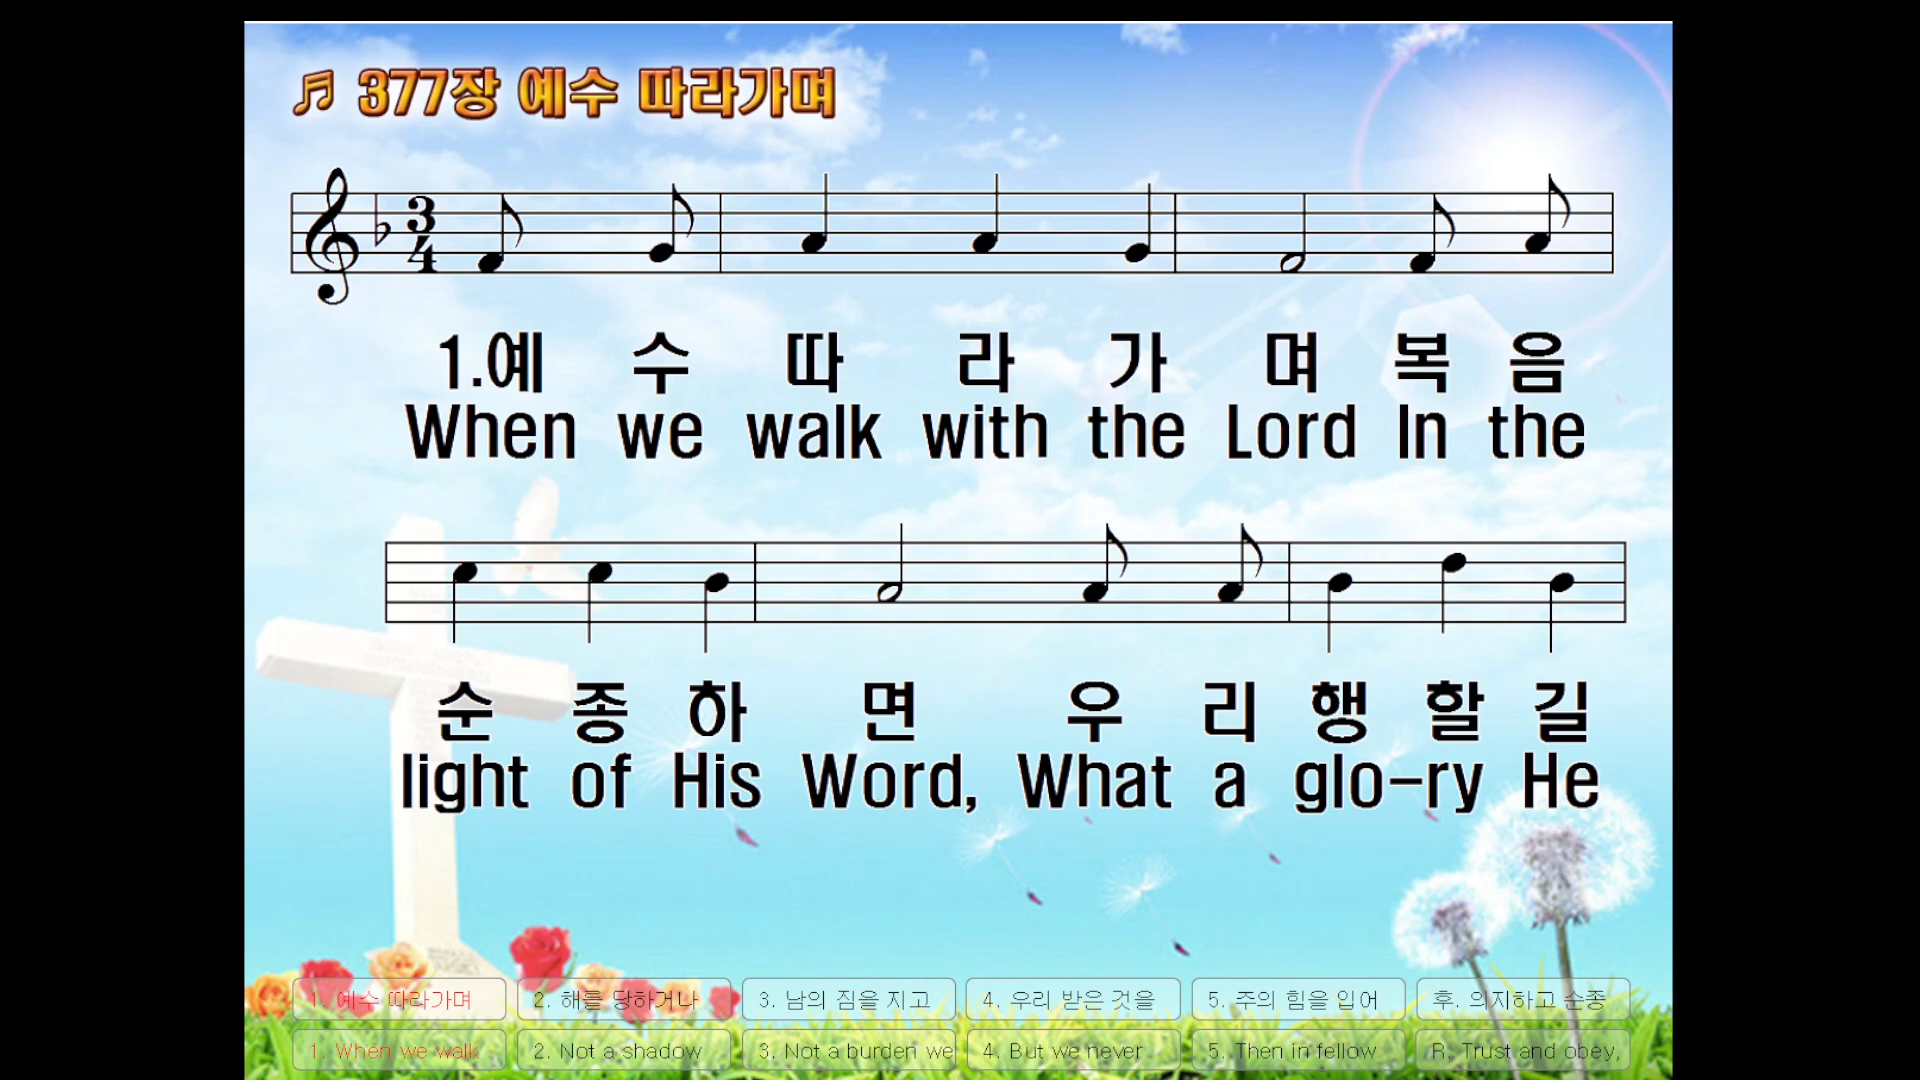 377장 예수 따라가며
3
4
1.예 수 따 라 가 며 복 음
When we walk with the Lord In the
순 종 하 면 우 리 행 할 길
light of His Word, What a glo-ry He
1. 예수 따라가며 2. 해를 당하거나 3. 남의 짐을 지고 4. 우리 받은 것을 5. 주의 힘을 입어 후. 의지하고 순종
1. When we walk 2. Not a shadow 3. Not a burden we 4. But we never 5. Then in fellow R. Trust and obey,